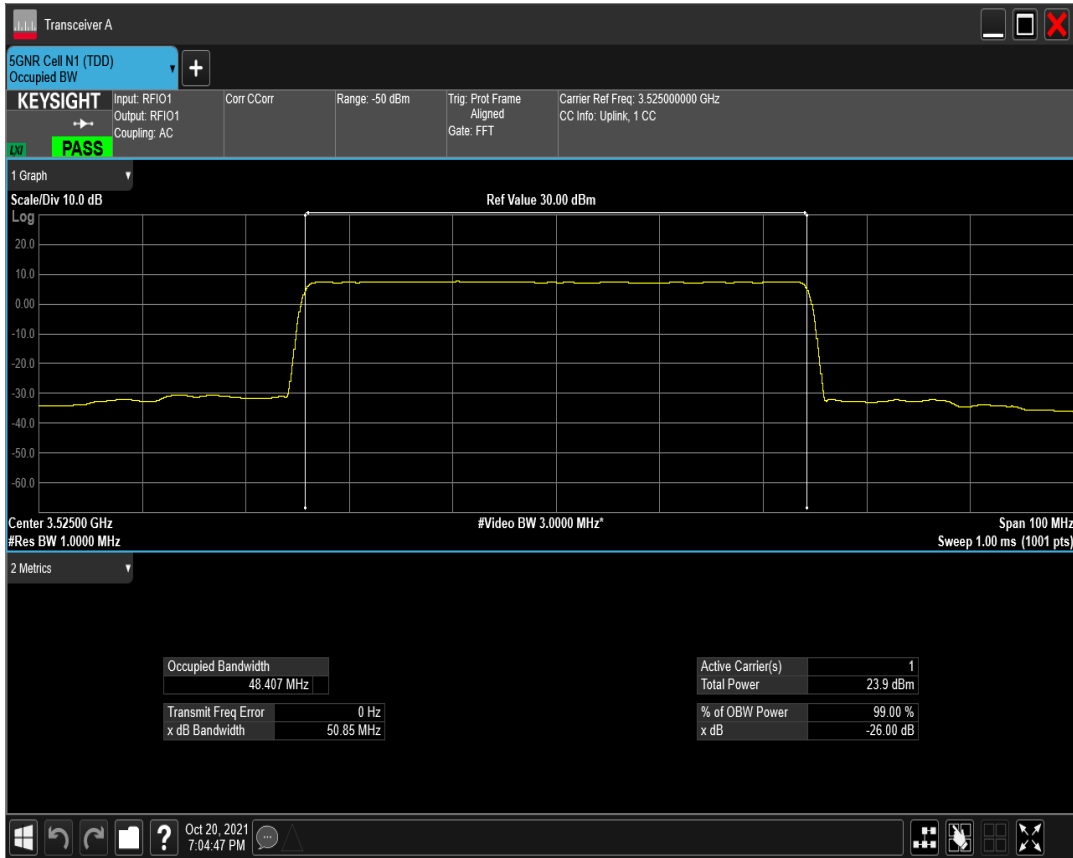 Transceiver A
5GNR Cell N1 (TDD)
Occupied BW
KEYSIGHT
LXI
PASS
Input: RFIO1
Output: RFIO1
Coupling: AC
Corr CCorr
Range: -50 dBm
Trig: Prot Frame
Aligned
Gate: FFT
Carrier Ref Freq: 3.525000000 GHz
CC Info: Uplink, 1 CC
1 Graph
Scale/Div 10.0 dB
Ref Value 30.00 dBm
Log
20.0
10.0
0.00
-10.0
-20.0
-30.0
-40.0
-50.0
-60.0
Center 3.52500 GHz
#Video BW 3.0000 MHz*
Span 100 MHz
#Res BW 1.0000 MHz
Sweep 1.00 ms (1001 pts)
2 Metrics
Occupied Bandwidth
48.407 MHz
Transmit Freq Error 0 Hz
x dB Bandwidth 50.85 MHz
Active Carrier(s) 1
Total Power 23.9 dBm
% of OBW Power 99.00 %
x dB -26.00 dB
Oct 20, 2021
7:04:47 PM